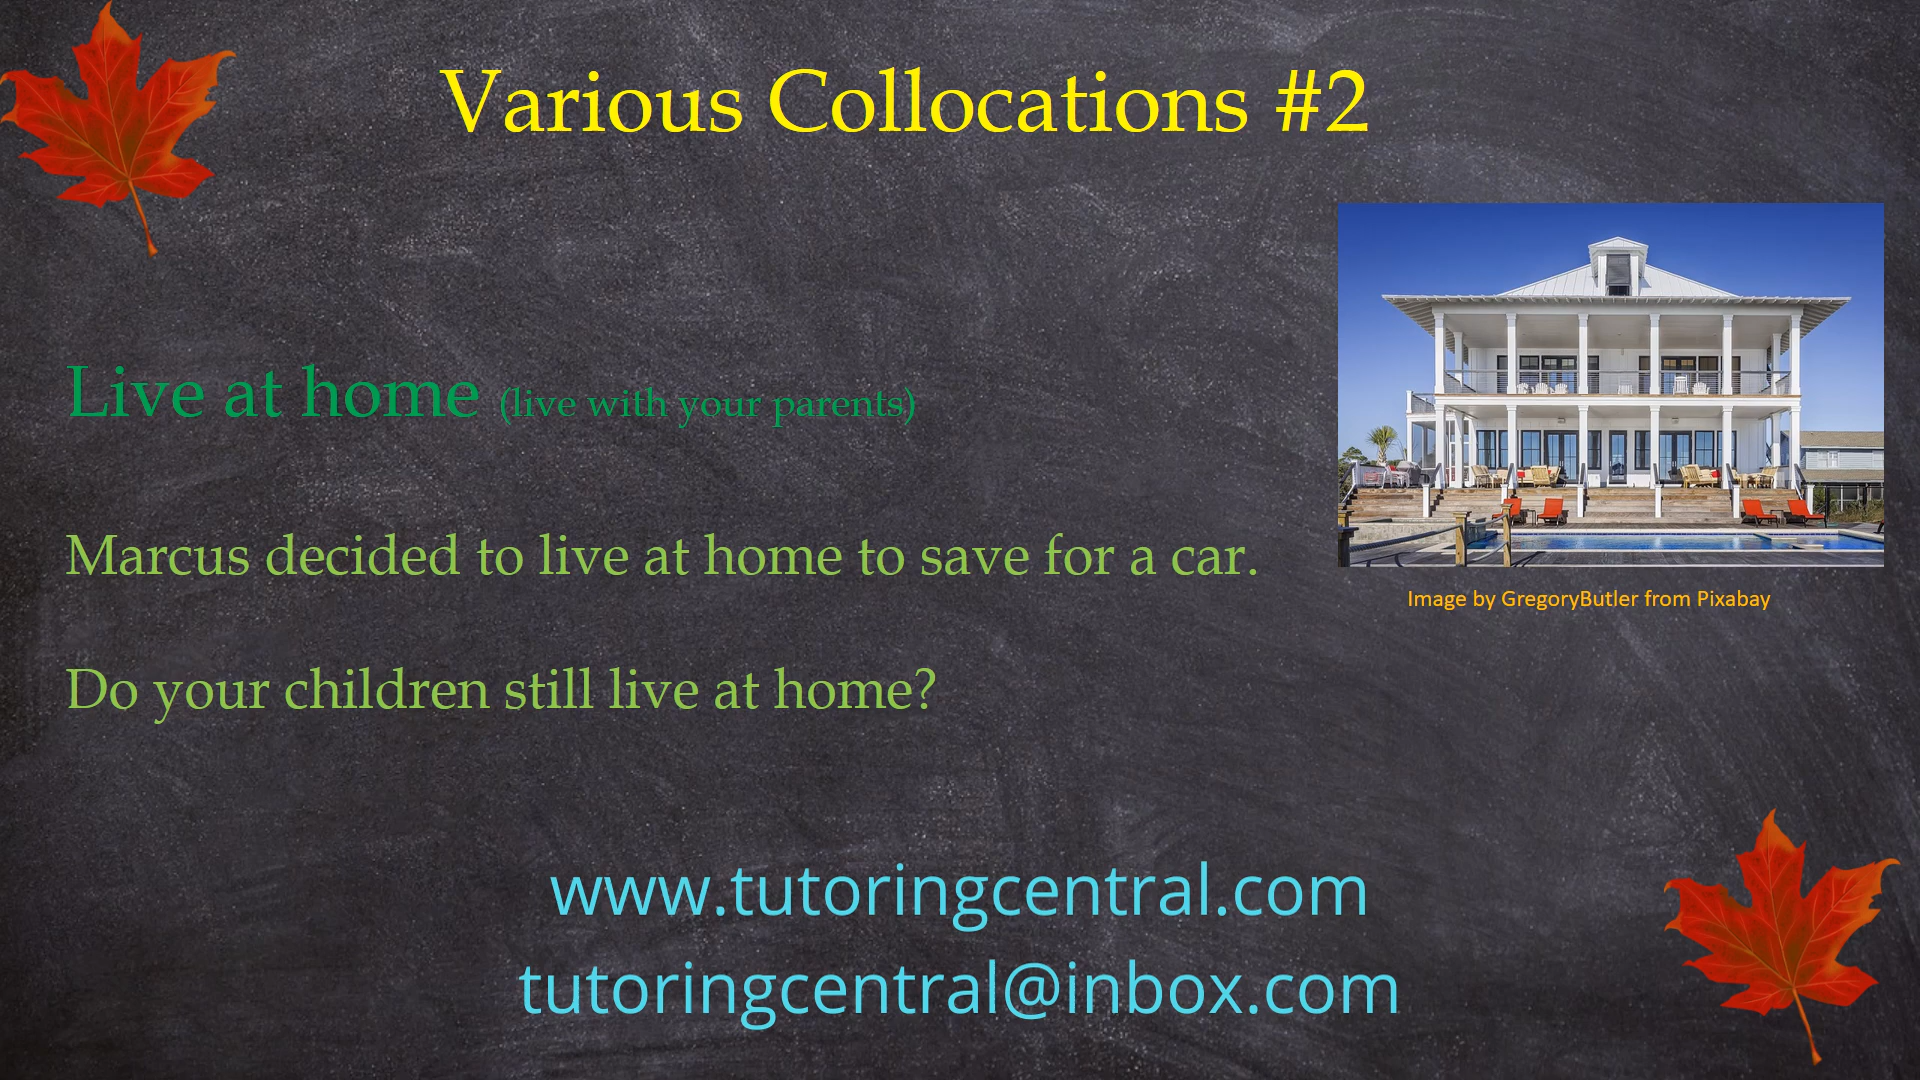 Various Collocations #2
Live at home (live with your parents)
Marcus decided to live at home to save for a car.
Image by GregoryButler from Pixabay
Do your children still live at home?
www.tutoringcentral.com
tutoringcentral@inbox.com